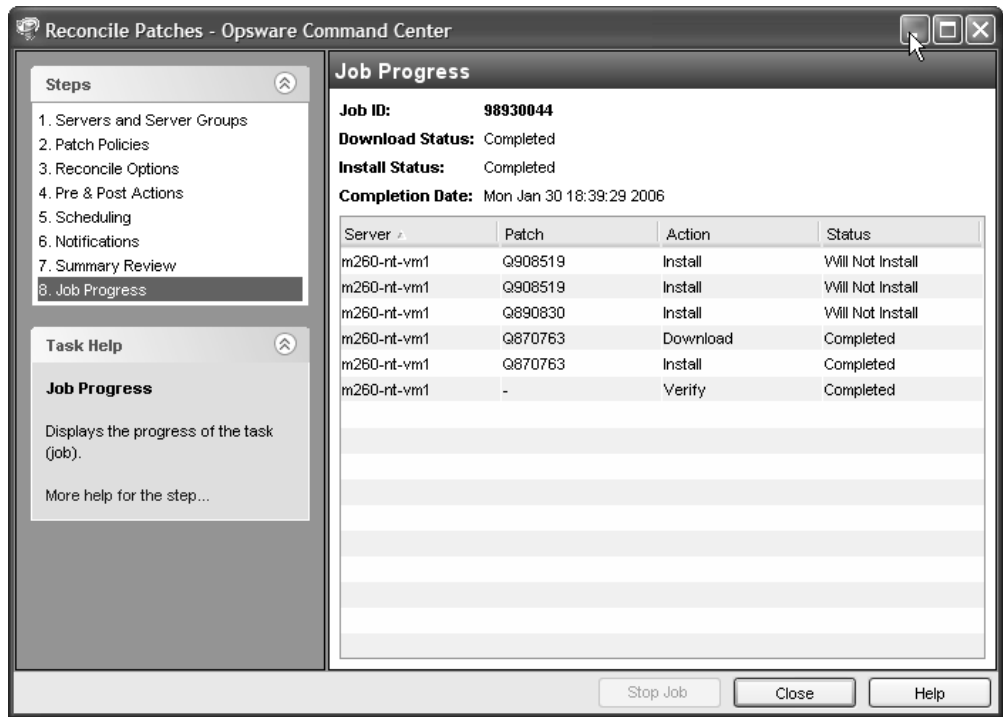 Reconcile Patches - Opsware Command Center
Steps
1. Servers and Server Groups
2. Patch Policies
3. Reconcile Options
4. Pre & Post Actions
5. Scheduling
6. Notifications
7. Summary Review
8. Job Progress
Task Help
Job Progress
Displays the progress of the task
(job).
More help for the step...
Job Progress
Job ID: 98930044
Download Status: Completed
Install Status: Completed
Completion Date: Mon Jan 30 18:39:29 2006
Server Patch Action Status
m260-nt-vm1 Q908519 Install Will Not Install
m260-nt-vm1 Q908519 Install Will Not Install
m260-nt-vm1 Q890830 Install Will Not Install
m260-nt-vm1 Q870763 Download Completed
m260-nt-vm1 Q870763 Install Completed
m260-nt-vm1 - Verify Completed
Stop Job Close Help